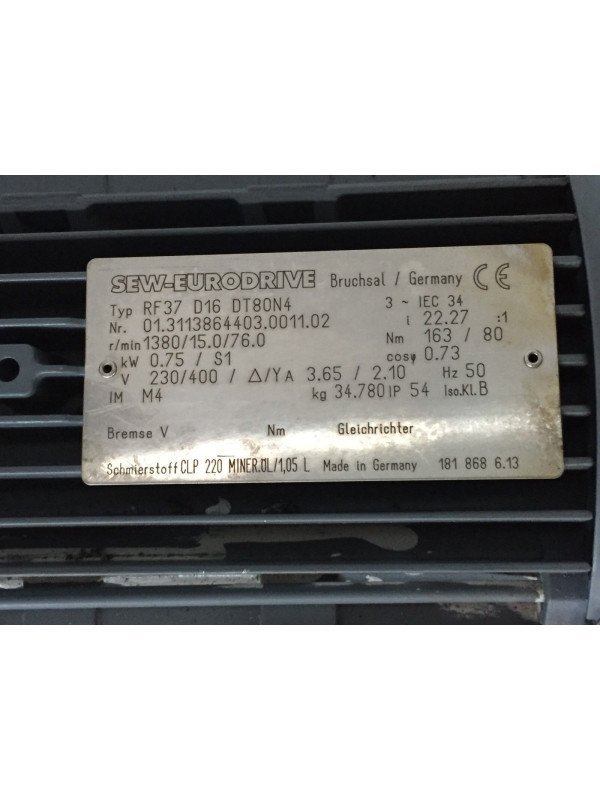 SEW-EURODRIVE Bruchsal / Germany CE
Typ RF37 D16 DT80N4 3 ~ IEC 34
Nr. 01.3113864403.0011.02 i 22.27 :1
r/min 1380/15.0/76.0 Nm 163 / 80
kW 0.75 / S1 cosφ 0.73
V 230/400 / Δ/Y A 3.65 / 2.10 Hz 50
IM M4 kg 34.780 IP 54 Iso.Kl. B
Bremse V Nm Gleichrichter
Schmierstoff CLP 220 MINER.ÖL/1,05 L Made in Germany 181 868 6.13